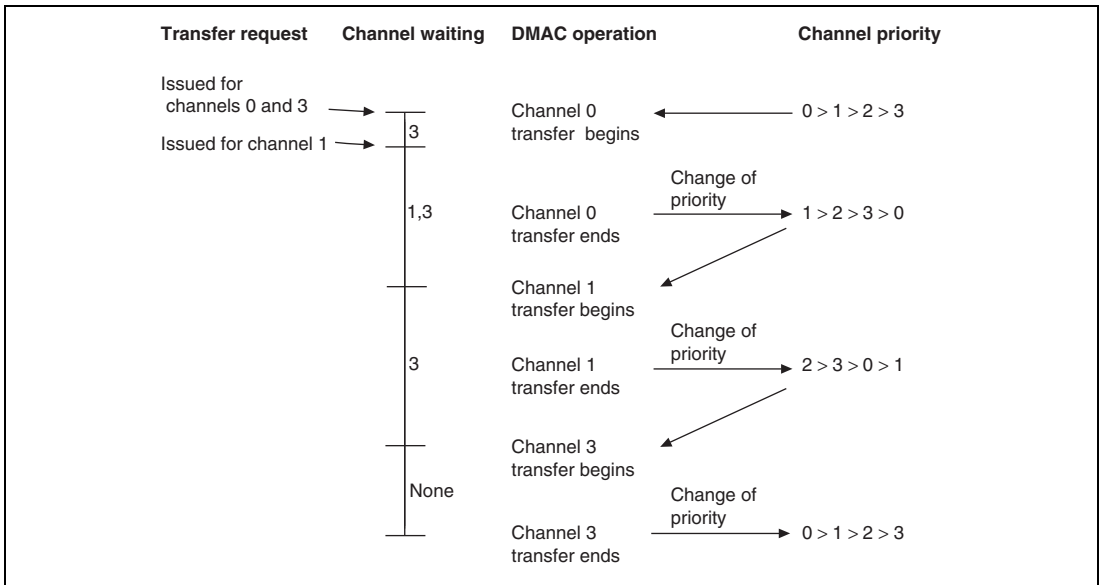 Transfer request Channel waiting DMAC operation Channel priority
Issued for
channels 0 and 3
Channel 0
transfer begins
0 > 1 > 2 > 3
3
Issued for channel 1
Change of
priority
1,3
Channel 0
transfer ends
1 > 2 > 3 > 0
Channel 1
transfer begins
Change of
priority
3
Channel 1
transfer ends
2 > 3 > 0 > 1
Channel 3
transfer begins
None
Change of
priority
Channel 3
transfer ends
0 > 1 > 2 > 3